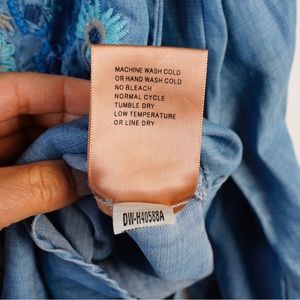 MACHINE WASH COLD
OR HAND WASH COLD
NO BLEACH
NORMAL CYCLE
TUMBLE DRY
LOW TEMPERATURE
OR LINE DRY
DW-H40588A